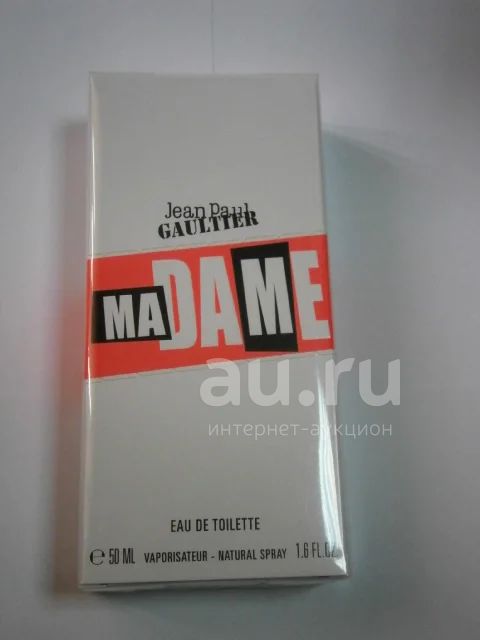 Jean Paul
GAULTIER
MADAME
au.ru
интернет-аукцион
EAU DE TOILETTE
℮ 50 ML VAPORISATEUR - NATURAL SPRAY 1.6 FL.OZ